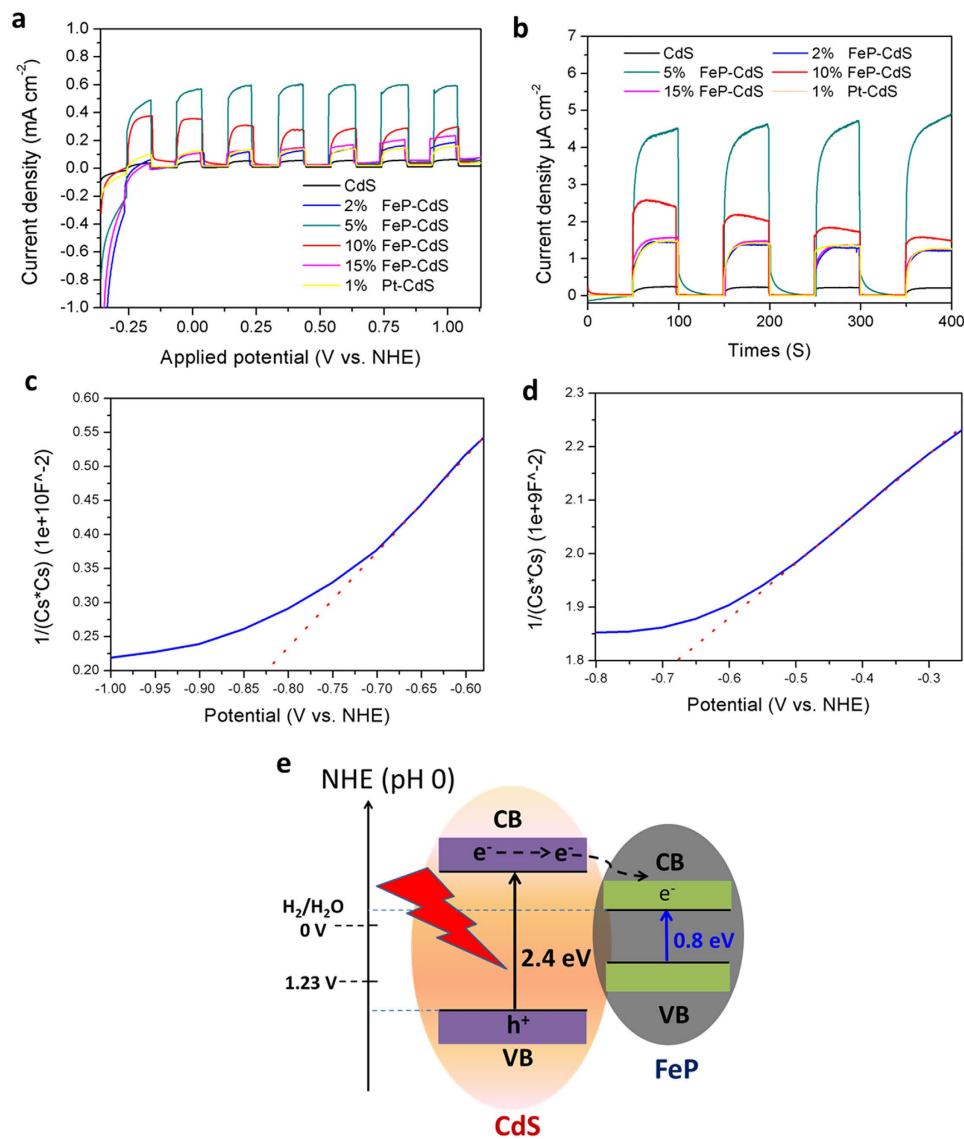 a
Current density (mA cm⁻²)
1.0
0.8
0.6
0.4
0.2
0.0
-0.2
-0.4
-0.6
-0.8
-1.0
CdS
2% FeP-CdS
5% FeP-CdS
10% FeP-CdS
15% FeP-CdS
1% Pt-CdS
-0.25 0.00 0.25 0.50 0.75 1.00
Applied potential (V vs. NHE)
b
Current density µA cm⁻²
7
6
5
4
3
2
1
0
CdS 2% FeP-CdS
5% FeP-CdS 10% FeP-CdS
15% FeP-CdS 1% Pt-CdS
0 100 200 300 400
Times (S)
c
1/(Cs*Cs) (1e+10F^-2)
0.60
0.55
0.50
0.45
0.40
0.35
0.30
0.25
0.20
-1.00 -0.95 -0.90 -0.85 -0.80 -0.75 -0.70 -0.65 -0.60
Potential (V vs. NHE)
d
1/(Cs*Cs) (1e+9F^-2)
2.3
2.2
2.1
2.0
1.9
1.8
-0.8 -0.7 -0.6 -0.5 -0.4 -0.3
Potential (V vs. NHE)
e
NHE (pH 0)
CB
e⁻ e⁻
CB
e⁻
H₂/H₂O
0 V
0.8 eV
2.4 eV
1.23 V
h⁺
VB
VB
FeP
CdS